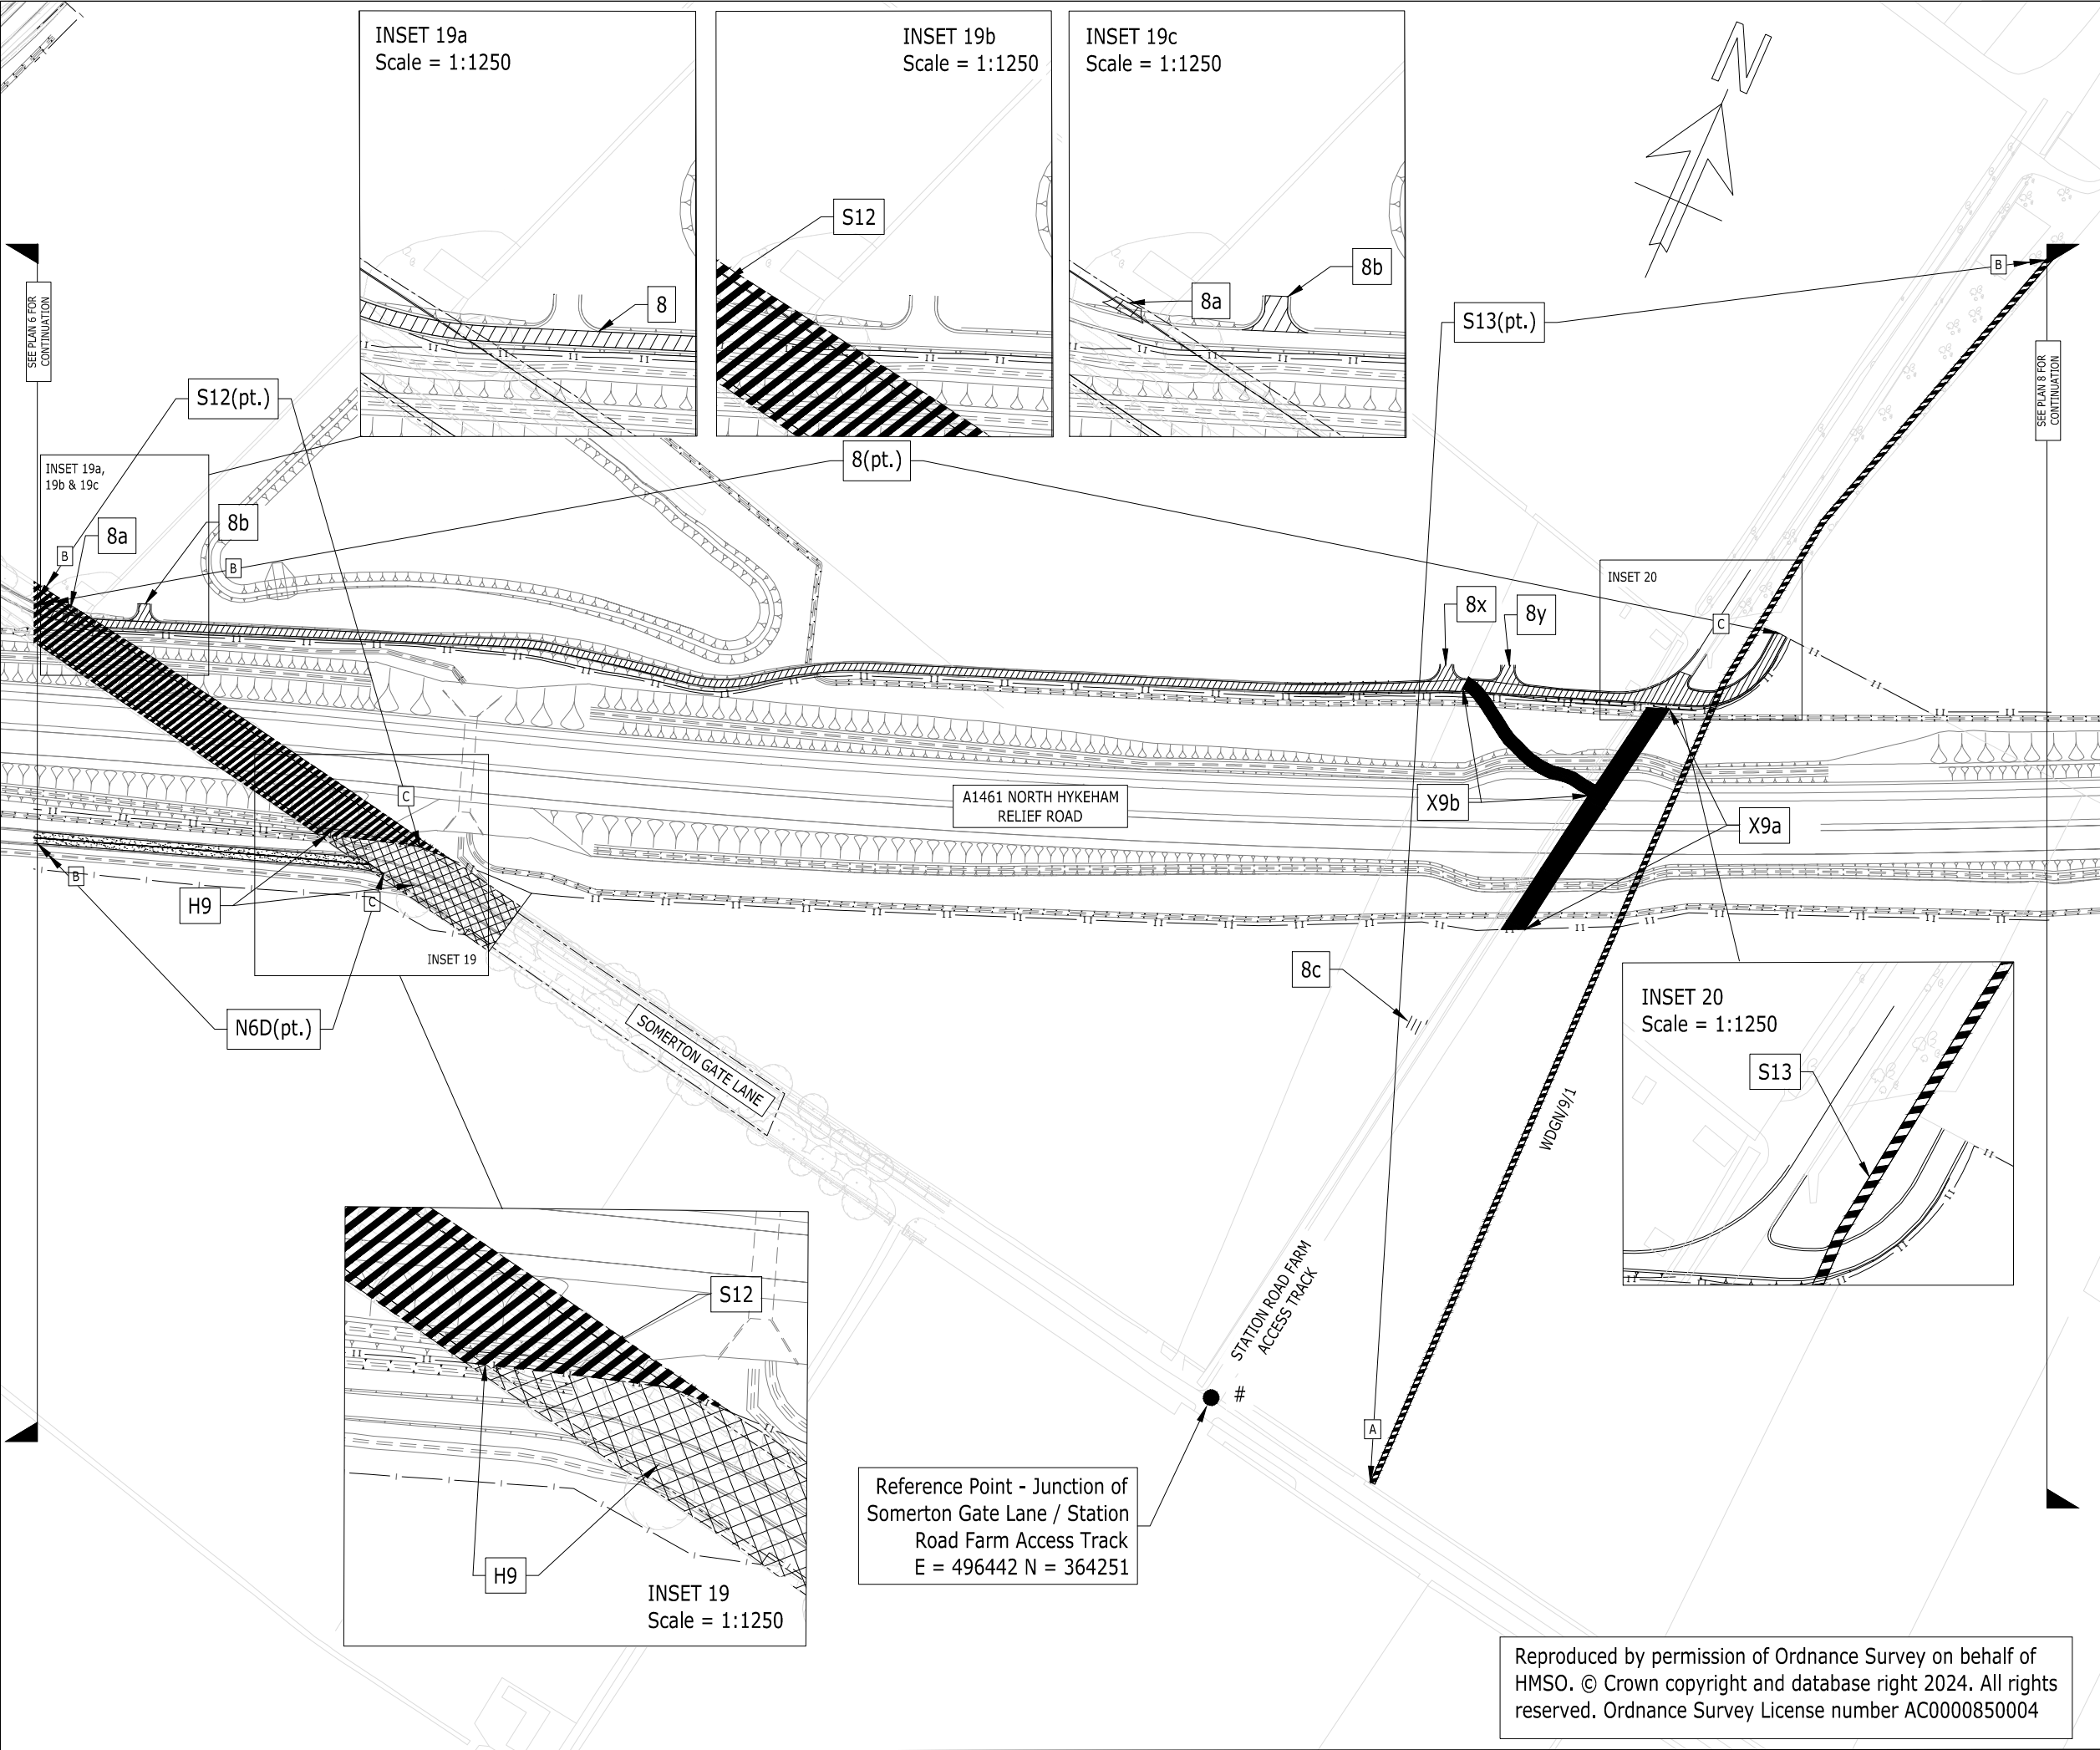 INSET 19a
Scale = 1:1250
8
INSET 19b
Scale = 1:1250
S12
INSET 19c
Scale = 1:1250
8a
8b
N
SEE PLAN 6 FOR
CONTINUATION
S12(pt.)
8(pt.)
S13(pt.)
B
SEE PLAN 8 FOR
CONTINUATION
INSET 19a,
19b & 19c
8a
8b
B
B
INSET 20
8x
8y
C
C
A1461 NORTH HYKEHAM
RELIEF ROAD
X9b
X9a
B
H9
C
INSET 19
N6D(pt.)
8c
SOMERTON GATE LANE
WDGN/9/1
INSET 20
Scale = 1:1250
S13
S12
H9
INSET 19
Scale = 1:1250
STATION ROAD FARM
ACCESS TRACK
#
A
Reference Point - Junction of
Somerton Gate Lane / Station
Road Farm Access Track
E = 496442 N = 364251
Reproduced by permission of Ordnance Survey on behalf of
HMSO. © Crown copyright and database right 2024. All rights
reserved. Ordnance Survey License number AC0000850004